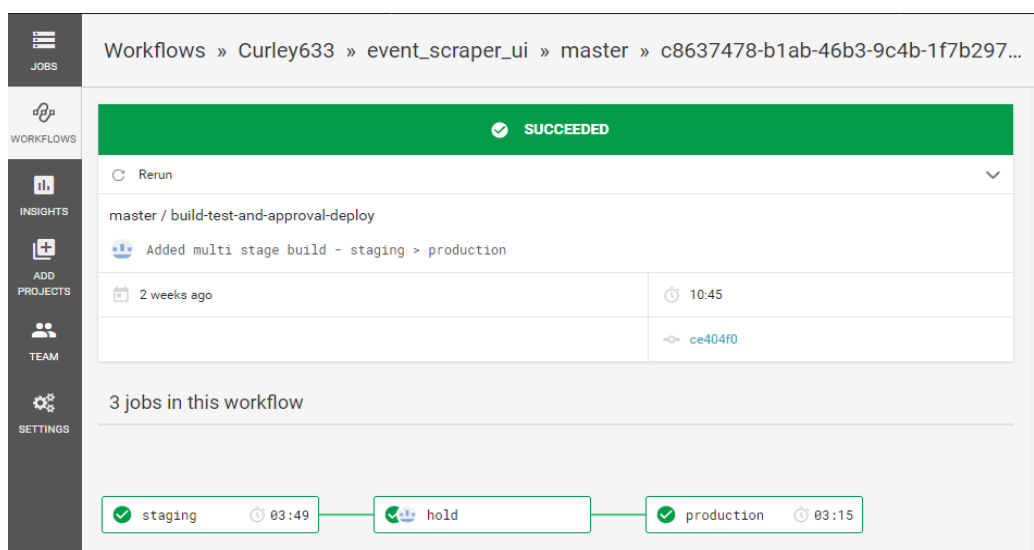 JOBS
WORKFLOWS
INSIGHTS
ADD
PROJECTS
TEAM
SETTINGS
Workflows » Curley633 » event_scraper_ui » master » c8637478-b1ab-46b3-9c4b-1f7b297...
SUCCEEDED
Rerun
master / build-test-and-approval-deploy
Added multi stage build - staging > production
2 weeks ago
10:45
ce404f0
3 jobs in this workflow
staging 03:49
hold
production 03:15